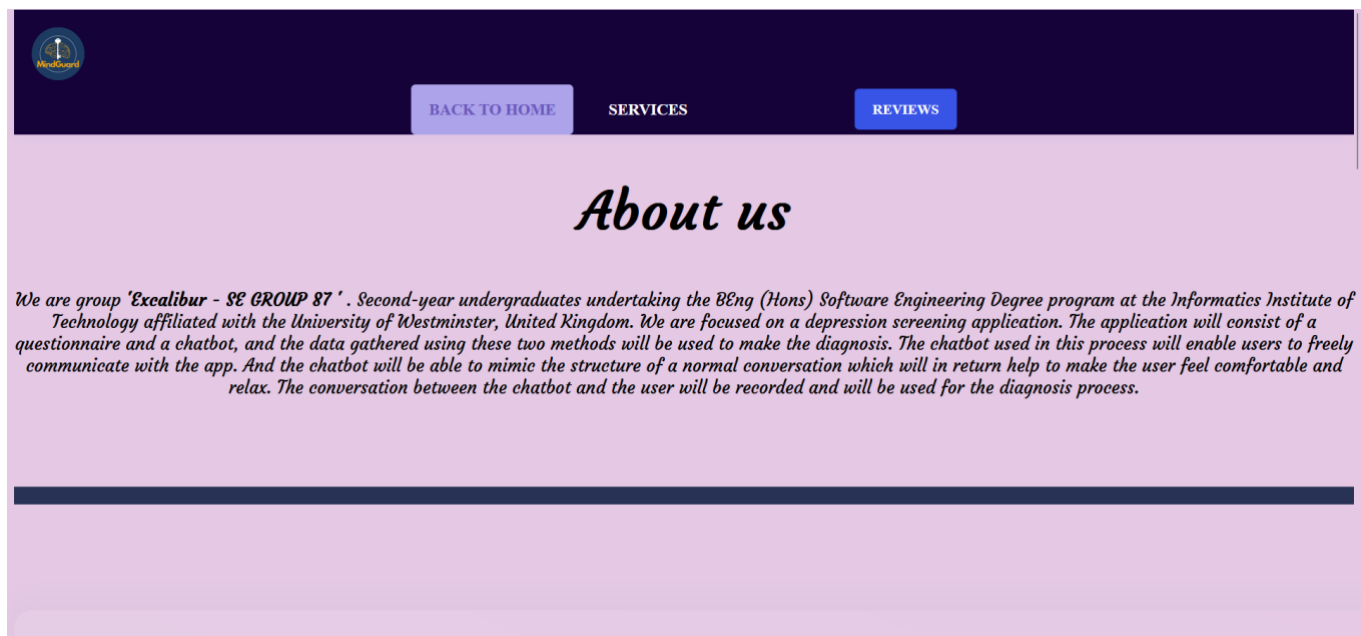 MindGuard
BACK TO HOME
SERVICES
REVIEWS
About us
We are group 'Excalibur - SE GROUP 87 ' . Second-year undergraduates undertaking the BEng (Hons) Software Engineering Degree program at the Informatics Institute of
Technology affiliated with the University of Westminster, United Kingdom. We are focused on a depression screening application. The application will consist of a
questionnaire and a chatbot, and the data gathered using these two methods will be used to make the diagnosis. The chatbot used in this process will enable users to freely
communicate with the app. And the chatbot will be able to mimic the structure of a normal conversation which will in return help to make the user feel comfortable and
relax. The conversation between the chatbot and the user will be recorded and will be used for the diagnosis process.